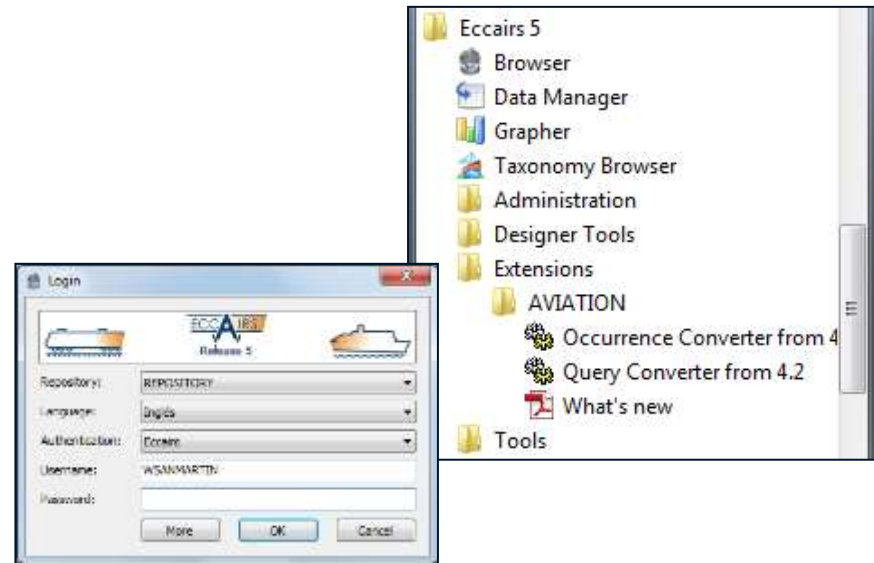 Eccairs 5
Browser
Data Manager
Grapher
Taxonomy Browser
Administration
Designer Tools
Extensions
AVIATION
Occurrence Converter from 4
Query Converter from 4.2
What's new
Tools
Login
ECCAIRS
Release 5
Repository: REPOSITORY
Language: Inglés
Authentication: Eccairs
Username: WSANMARTIN
Password:
More OK Cancel